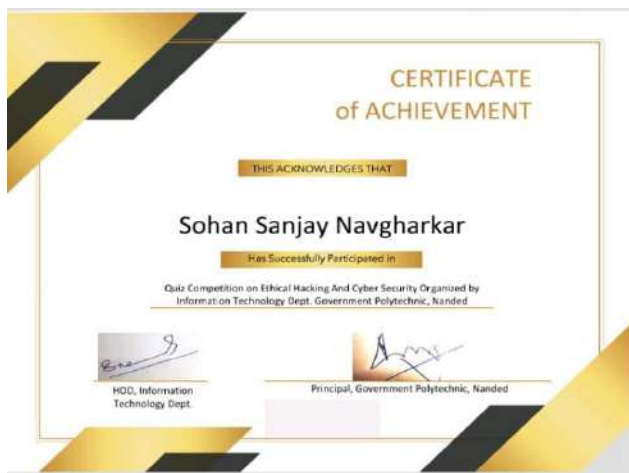 CERTIFICATE
of ACHIEVEMENT
THIS ACKNOWLEDGES THAT
Sohan Sanjay Navgharkar
Has Successfully Participated in
Quiz Competition on Ethical Hacking And Cyber Security Organized by
Information Technology Dept. Government Polytechnic, Nanded
HOD, Information
Technology Dept.
Principal, Government Polytechnic, Nanded